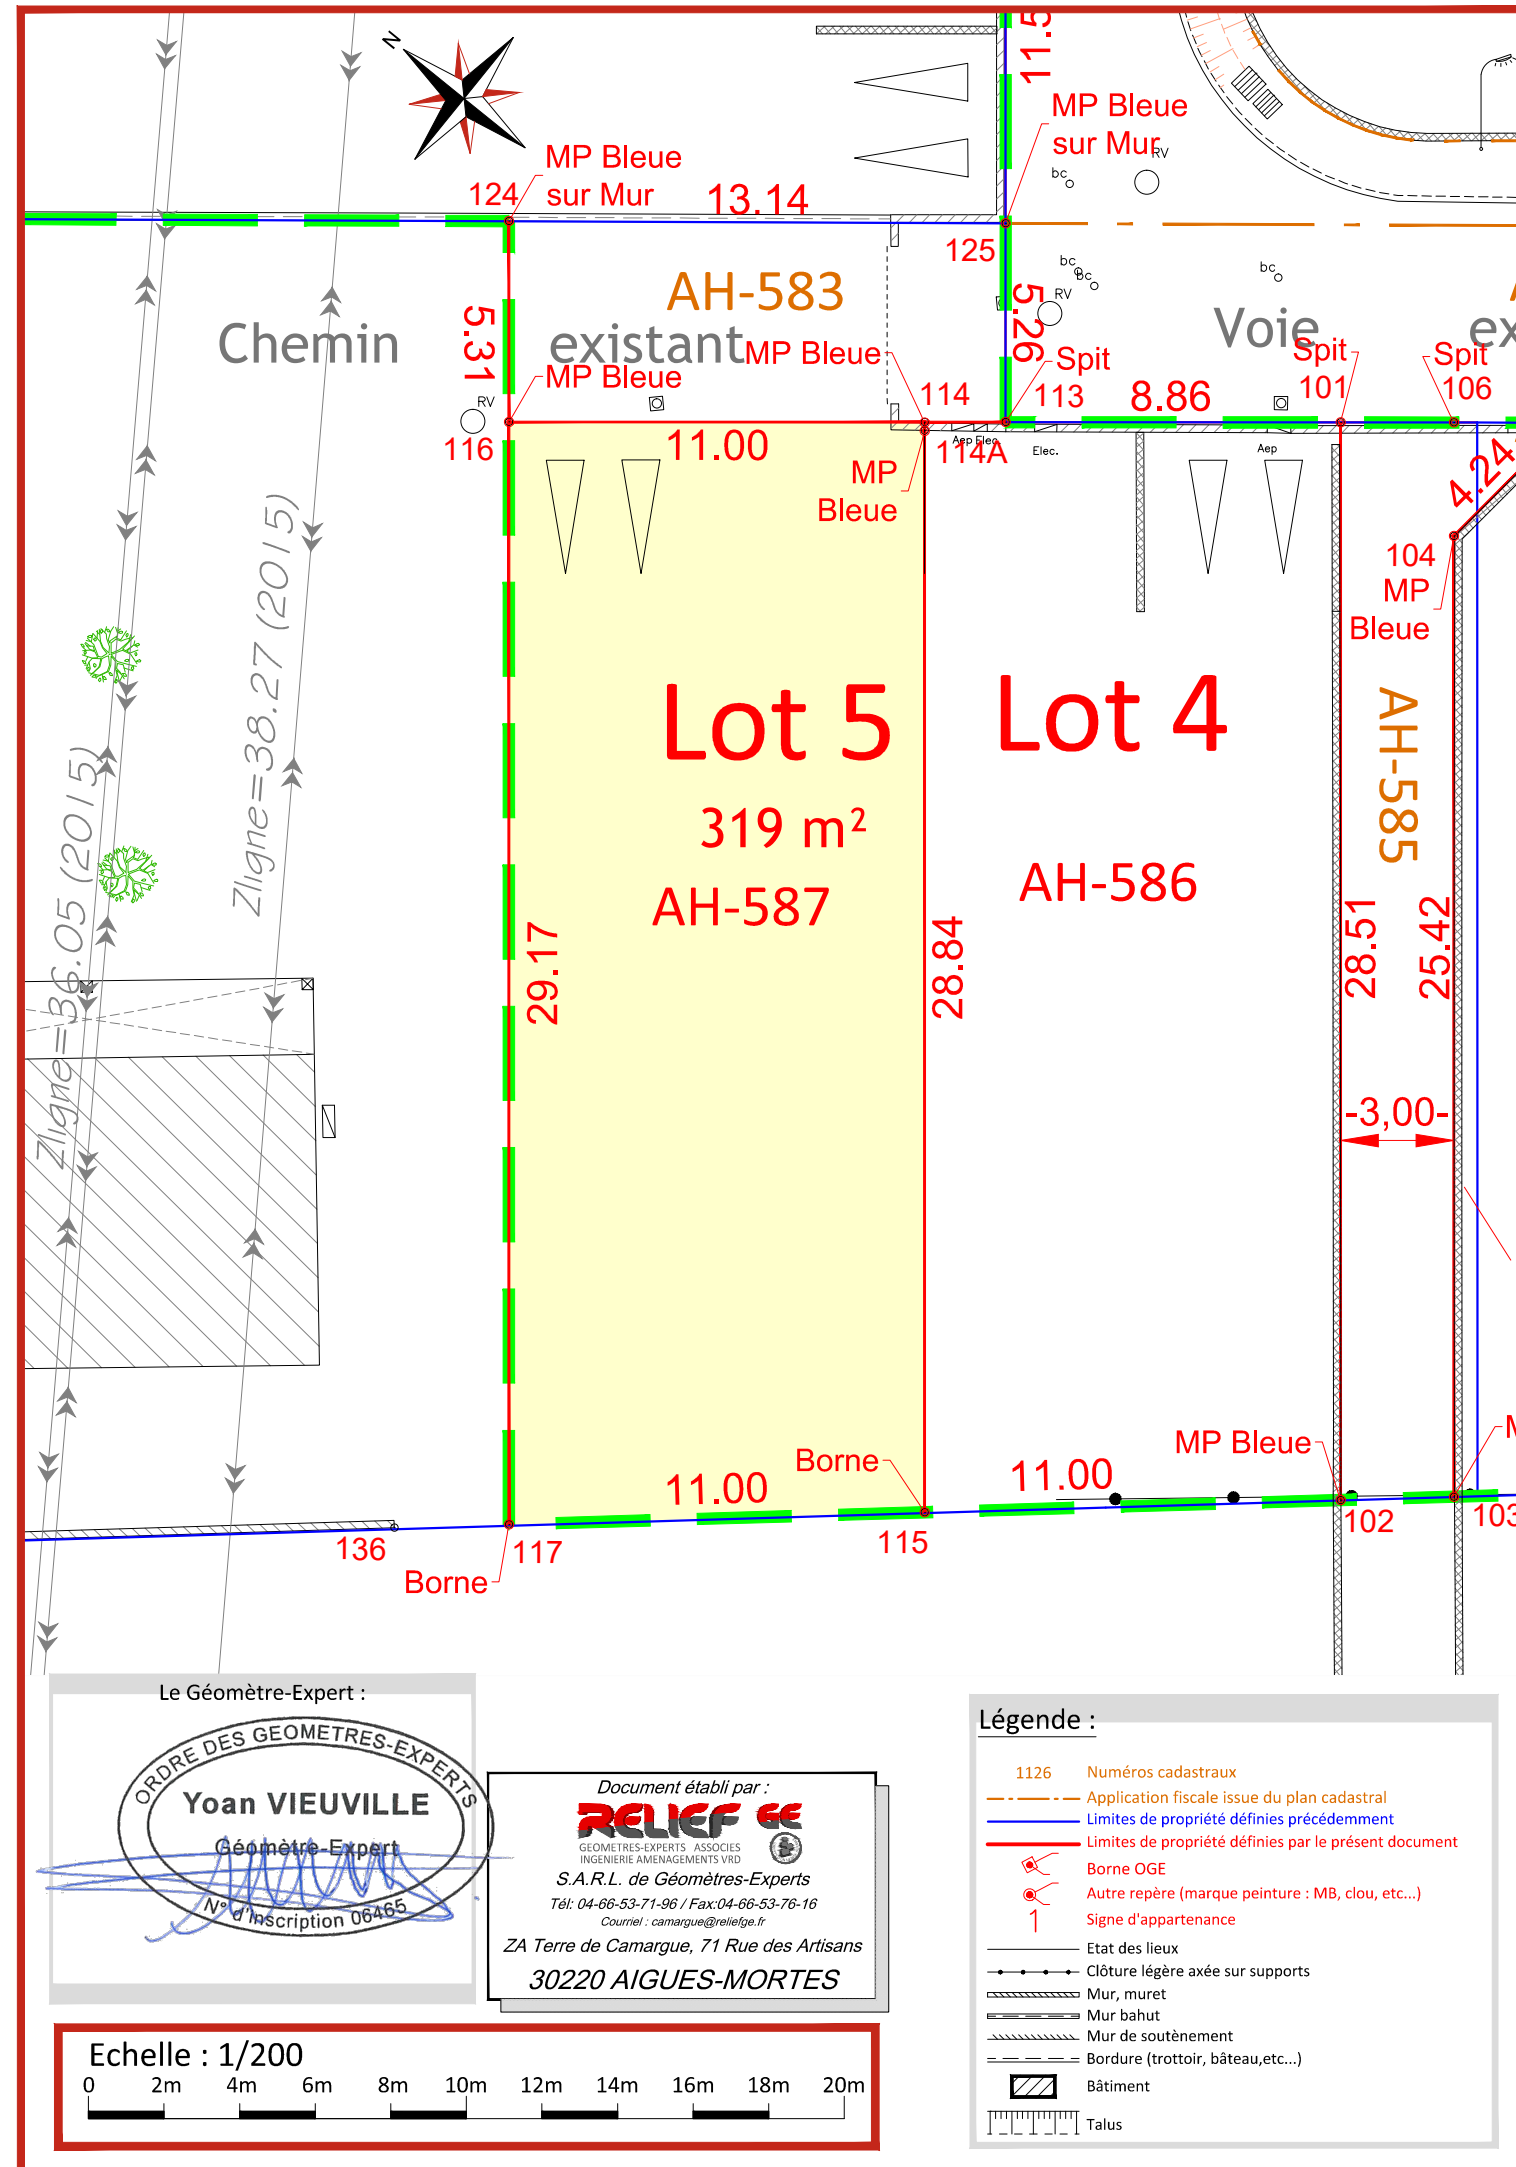 N
11.5
MP Bleue
sur Mur
RV
bc
MP Bleue
sur Mur
124
13.14
125
bc
bc
RV
bc
AH-583
5.31
5.26
Chemin
existant
Voie
ex
MP Bleue
MP Bleue
Spit
Spit
101
Spit
106
RV
114
113
8.86
116
11.00
Aep Elec.
114A
Elec.
Aep
MP
Bleue
4.24
104
MP
Bleue
Zligne=38.27 (2015)
Zligne=36.05 (2015)
Lot 5
Lot 4
319 m²
AH-587
AH-586
AH-585
29.17
28.84
28.51
25.42
-3,00-
MP Bleue
Borne
11.00
11.00
136
117
115
102
103
Borne
Le Géomètre-Expert :
ORDRE DES GEOMETRES-EXPERTS
Yoan VIEUVILLE
Géomètre-Expert
N° d'inscription 06465
Document établi par :
RELIEF GE
GEOMETRES-EXPERTS ASSOCIES
INGENIERIE AMENAGEMENTS VRD
S.A.R.L. de Géomètres-Experts
Tél: 04-66-53-71-96 / Fax:04-66-53-76-16
Courriel : camargue@reliefge.fr
ZA Terre de Camargue, 71 Rue des Artisans
30220 AIGUES-MORTES
Légende :
1126 Numéros cadastraux
Application fiscale issue du plan cadastral
Limites de propriété définies précédemment
Limites de propriété définies par le présent document
Borne OGE
Autre repère (marque peinture : MB, clou, etc...)
Signe d'appartenance
Etat des lieux
Clôture légère axée sur supports
Mur, muret
Mur bahut
Mur de soutènement
Bordure (trottoir, bâteau,etc...)
Bâtiment
Talus
Echelle : 1/200
0 2m 4m 6m 8m 10m 12m 14m 16m 18m 20m